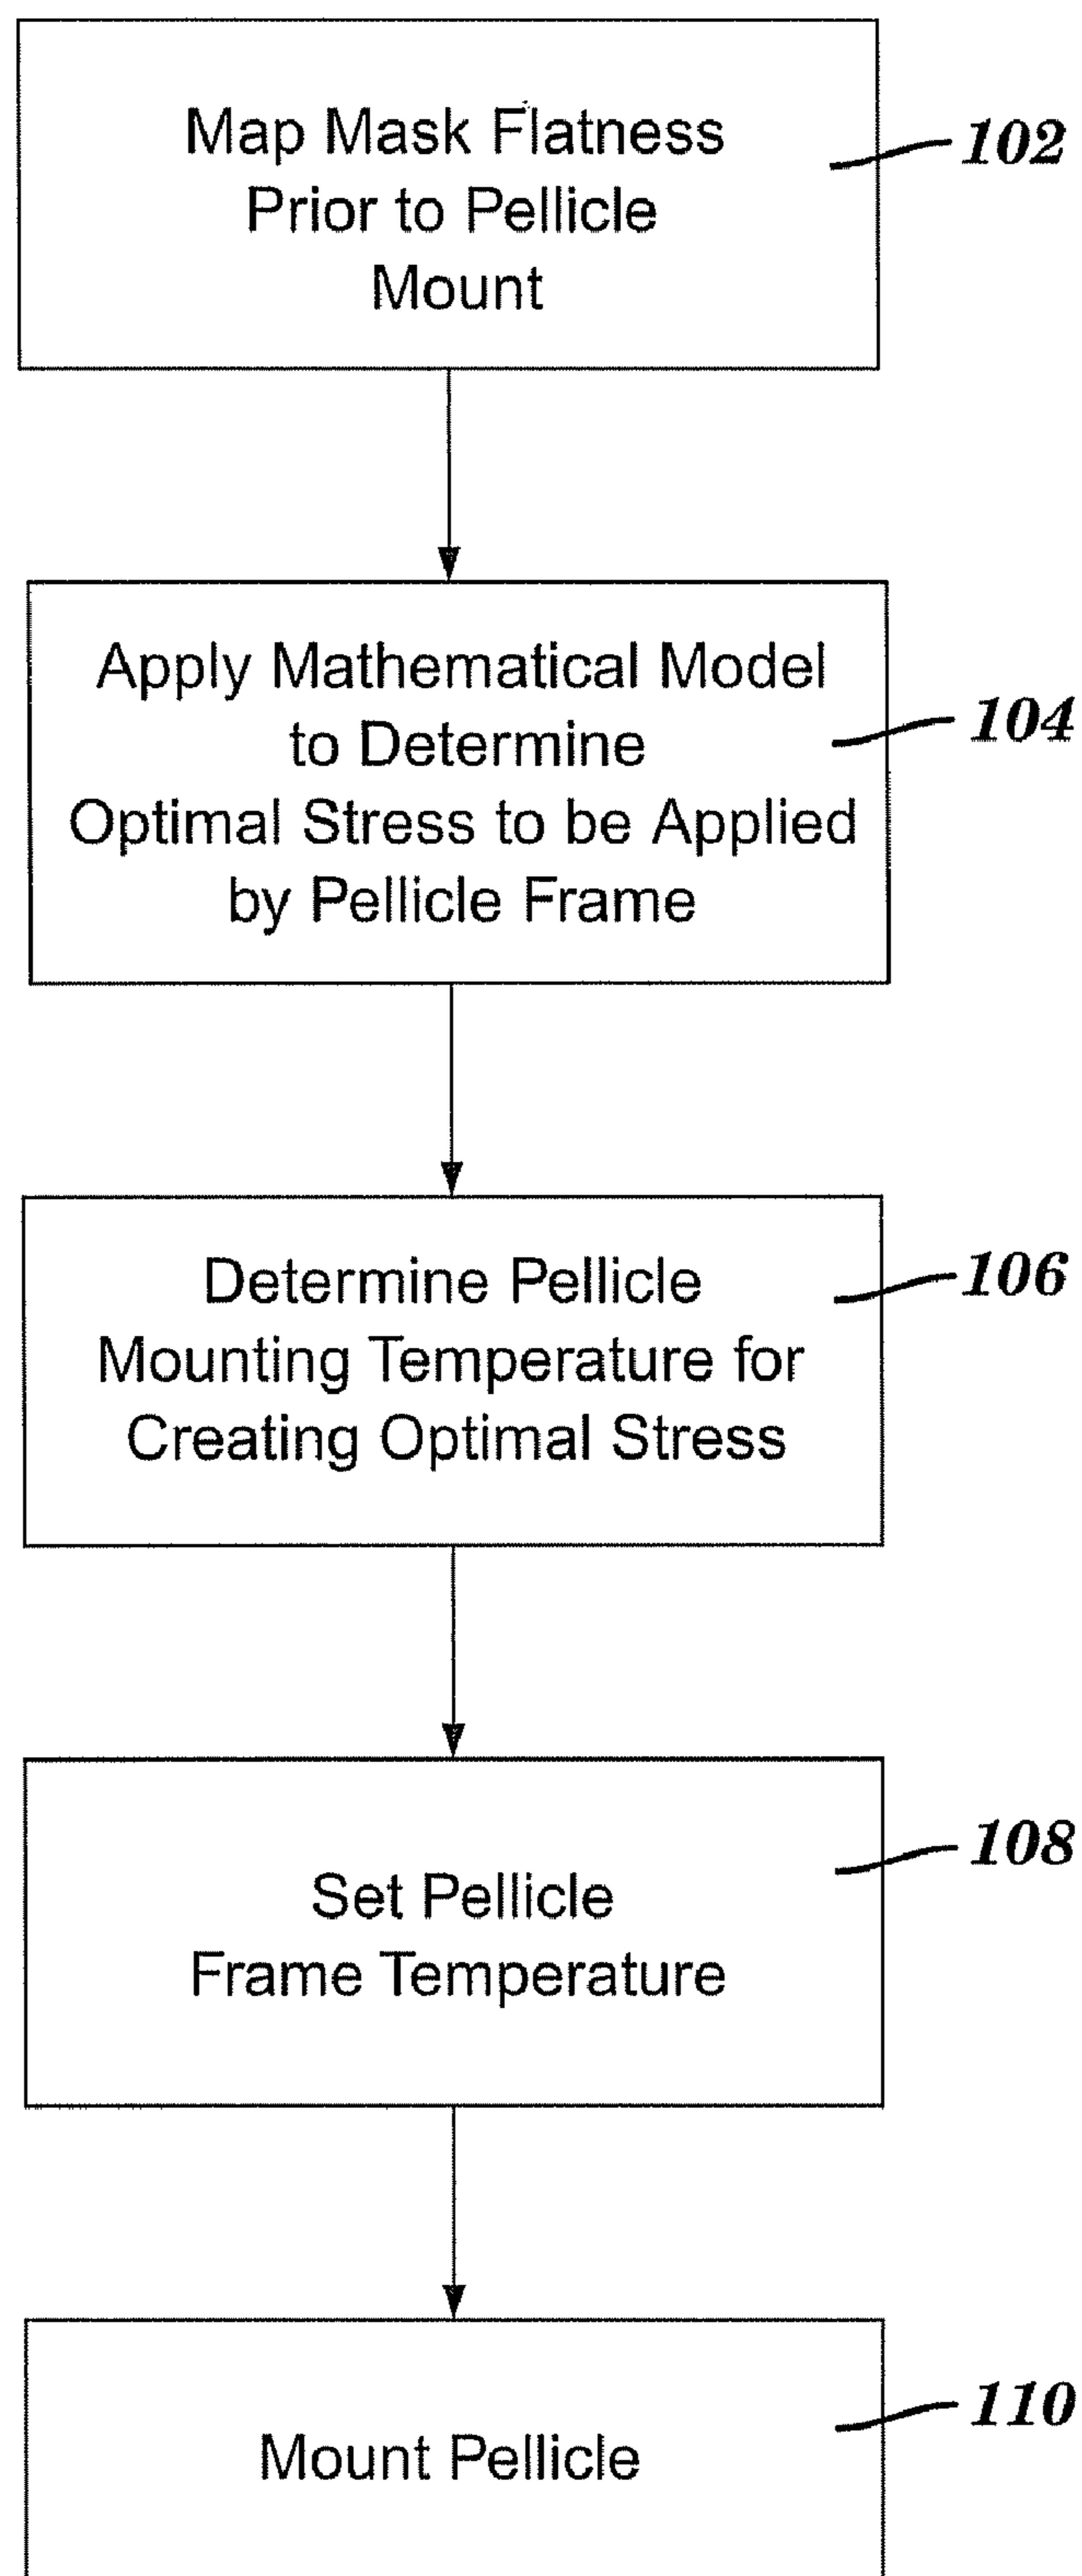 Map Mask Flatness
Prior to Pellicle
Mount
102
Apply Mathematical Model
to Determine
Optimal Stress to be Applied
by Pellicle Frame
104
Determine Pellicle
Mounting Temperature for
Creating Optimal Stress
106
Set Pellicle
Frame Temperature
108
Mount Pellicle
110